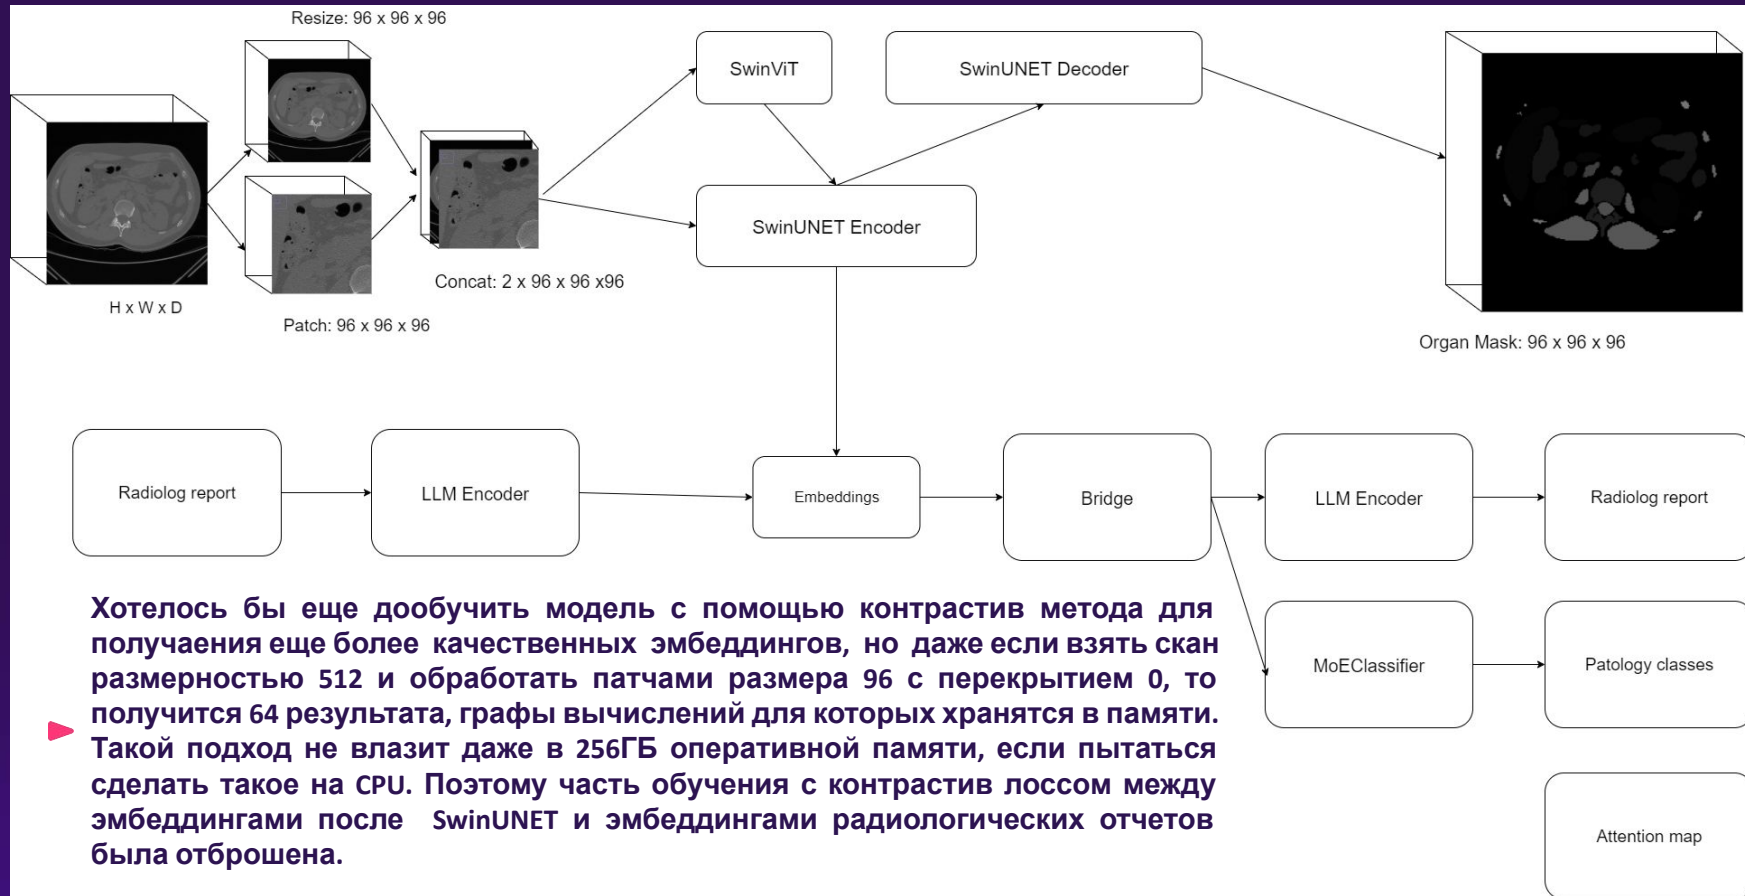 Resize: 96 x 96 x 96
SwinViT
SwinUNET Decoder
SwinUNET Encoder
Concat: 2 x 96 x 96 x96
H x W x D
Patch: 96 x 96 x 96
Organ Mask: 96 x 96 x 96
Radiolog report
LLM Encoder
Embeddings
Bridge
LLM Encoder
Radiolog report
MoEClassifier
Patology classes
Attention map
Хотелось бы еще дообучить модель с помощью контрастив метода для
получаения еще более качественных эмбеддингов, но даже если взять скан
размерностью 512 и обработать патчами размера 96 с перекрытием 0, то
получится 64 результата, графы вычислений для которых хранятся в памяти.
Такой подход не влазит даже в 256ГБ оперативной памяти, если пытаться
сделать такое на CPU. Поэтому часть обучения с контрастив лоссом между
эмбеддингами после SwinUNET и эмбеддингами радиологических отчетов
была отброшена.